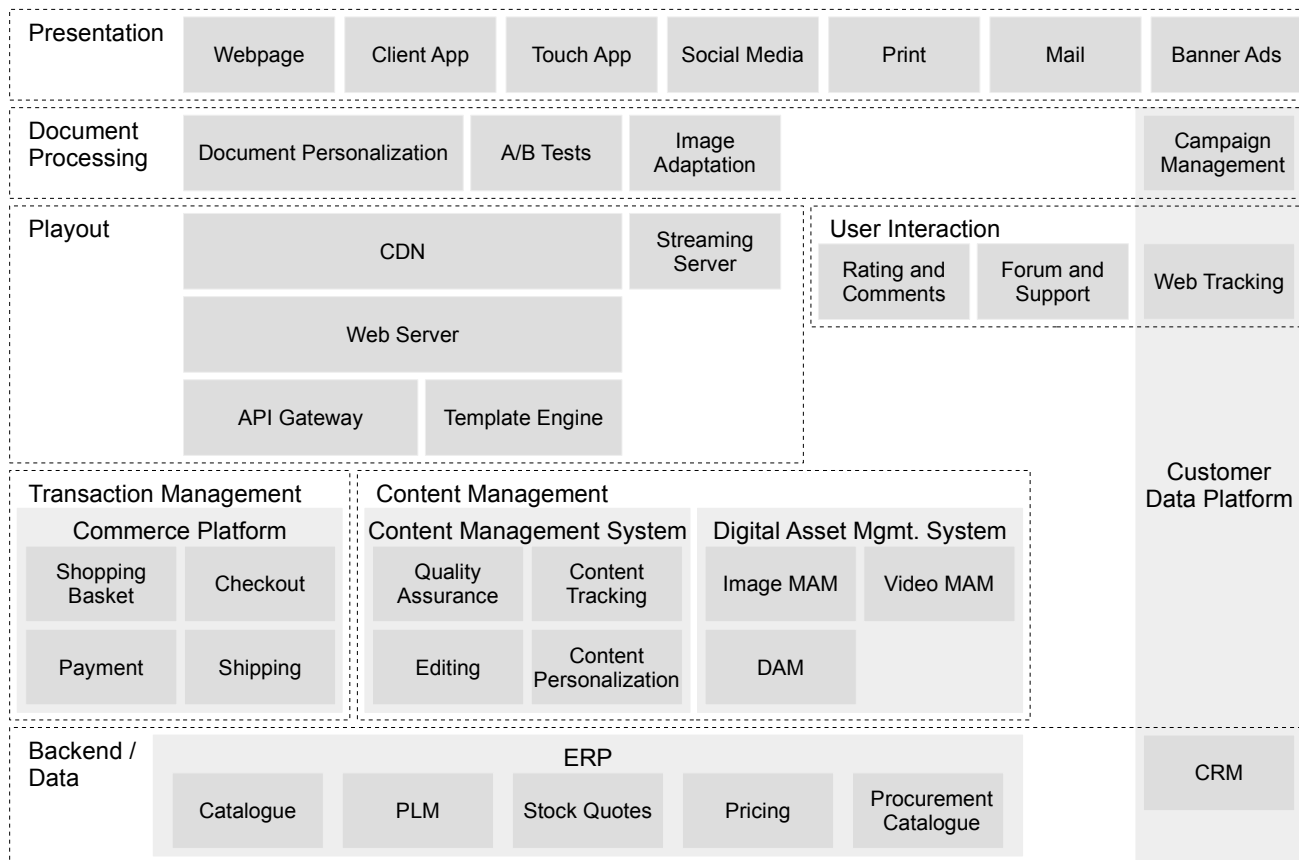 Presentation
Webpage
Client App
Touch App
Social Media
Print
Mail
Banner Ads
Document
Processing
Document Personalization
A/B Tests
Image
Adaptation
Campaign
Management
Playout
CDN
Streaming
Server
Web Server
API Gateway
Template Engine
User Interaction
Rating and
Comments
Forum and
Support
Web Tracking
Customer
Data Platform
Transaction Management
Commerce Platform
Shopping
Basket
Checkout
Payment
Shipping
Content Management
Content Management System
Quality
Assurance
Content
Tracking
Editing
Content
Personalization
Digital Asset Mgmt. System
Image MAM
Video MAM
DAM
Backend /
Data
ERP
Catalogue
PLM
Stock Quotes
Pricing
Procurement
Catalogue
CRM